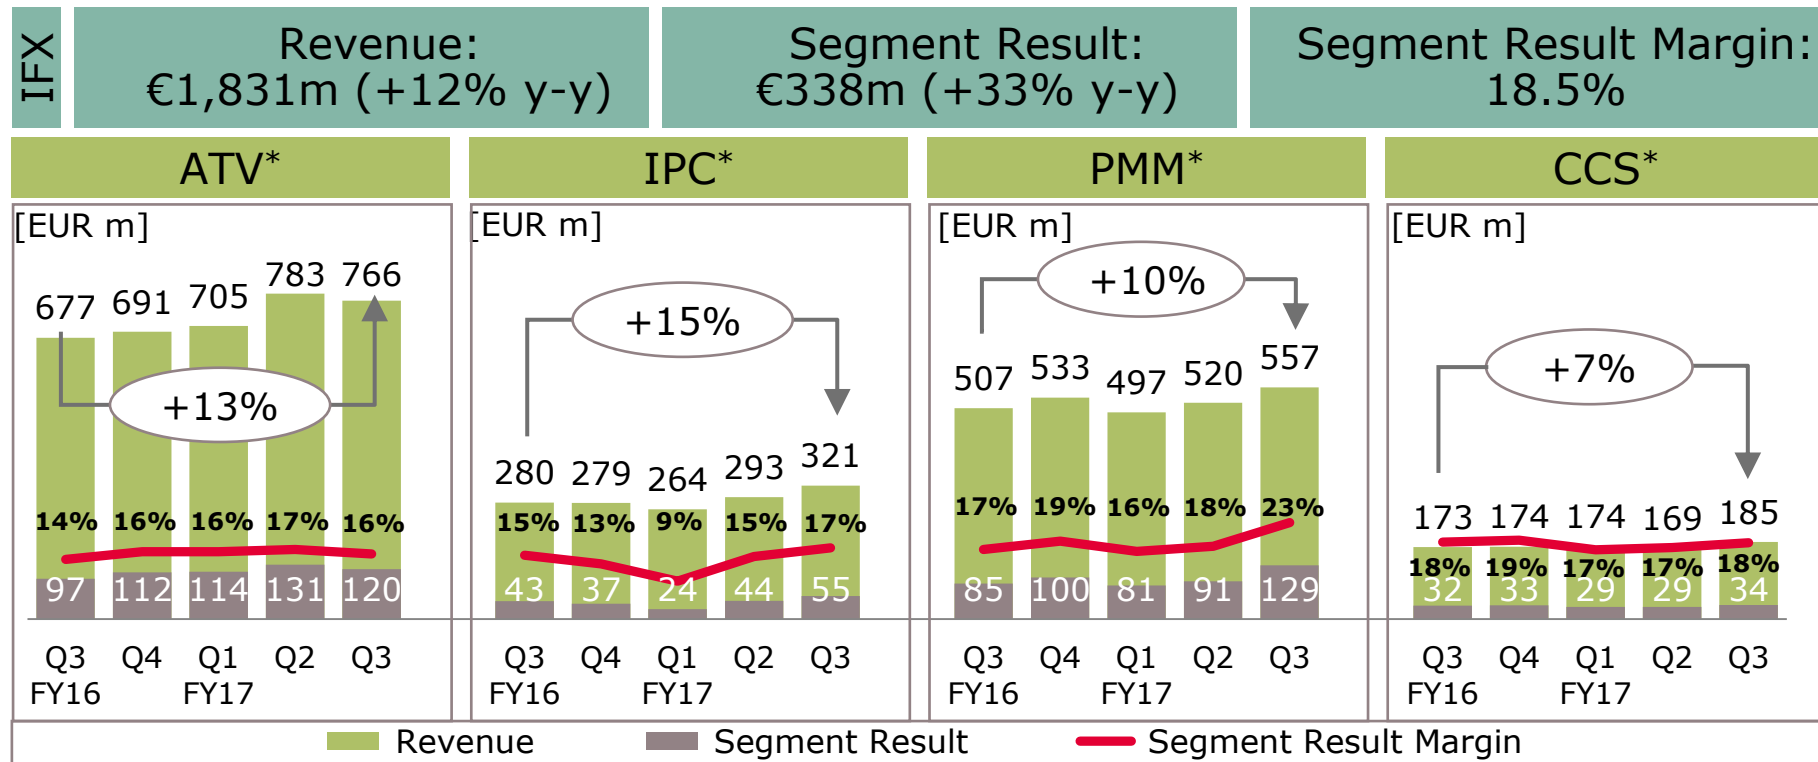 IFX
Revenue:
€1,831m (+12% y-y)
Segment Result:
€338m (+33% y-y)
Segment Result Margin:
18.5%
ATV*
IPC*
PMM*
CCS*
[EUR m]
677 691 705 783 766
+13%
14% 16% 16% 17% 16%
97 112 114 131 120
Q3 Q4 Q1 Q2 Q3
FY16 FY17
[EUR m]
+15%
280 279 264 293 321
15% 13% 9% 15% 17%
43 37 24 44 55
Q3 Q4 Q1 Q2 Q3
FY16 FY17
[EUR m]
+10%
507 533 497 520 557
17% 19% 16% 18% 23%
85 100 81 91 129
Q3 Q4 Q1 Q2 Q3
FY16 FY17
[EUR m]
+7%
173 174 174 169 185
18% 19% 17% 17% 18%
32 33 29 29 34
Q3 Q4 Q1 Q2 Q3
FY16 FY17
Revenue Segment Result Segment Result Margin